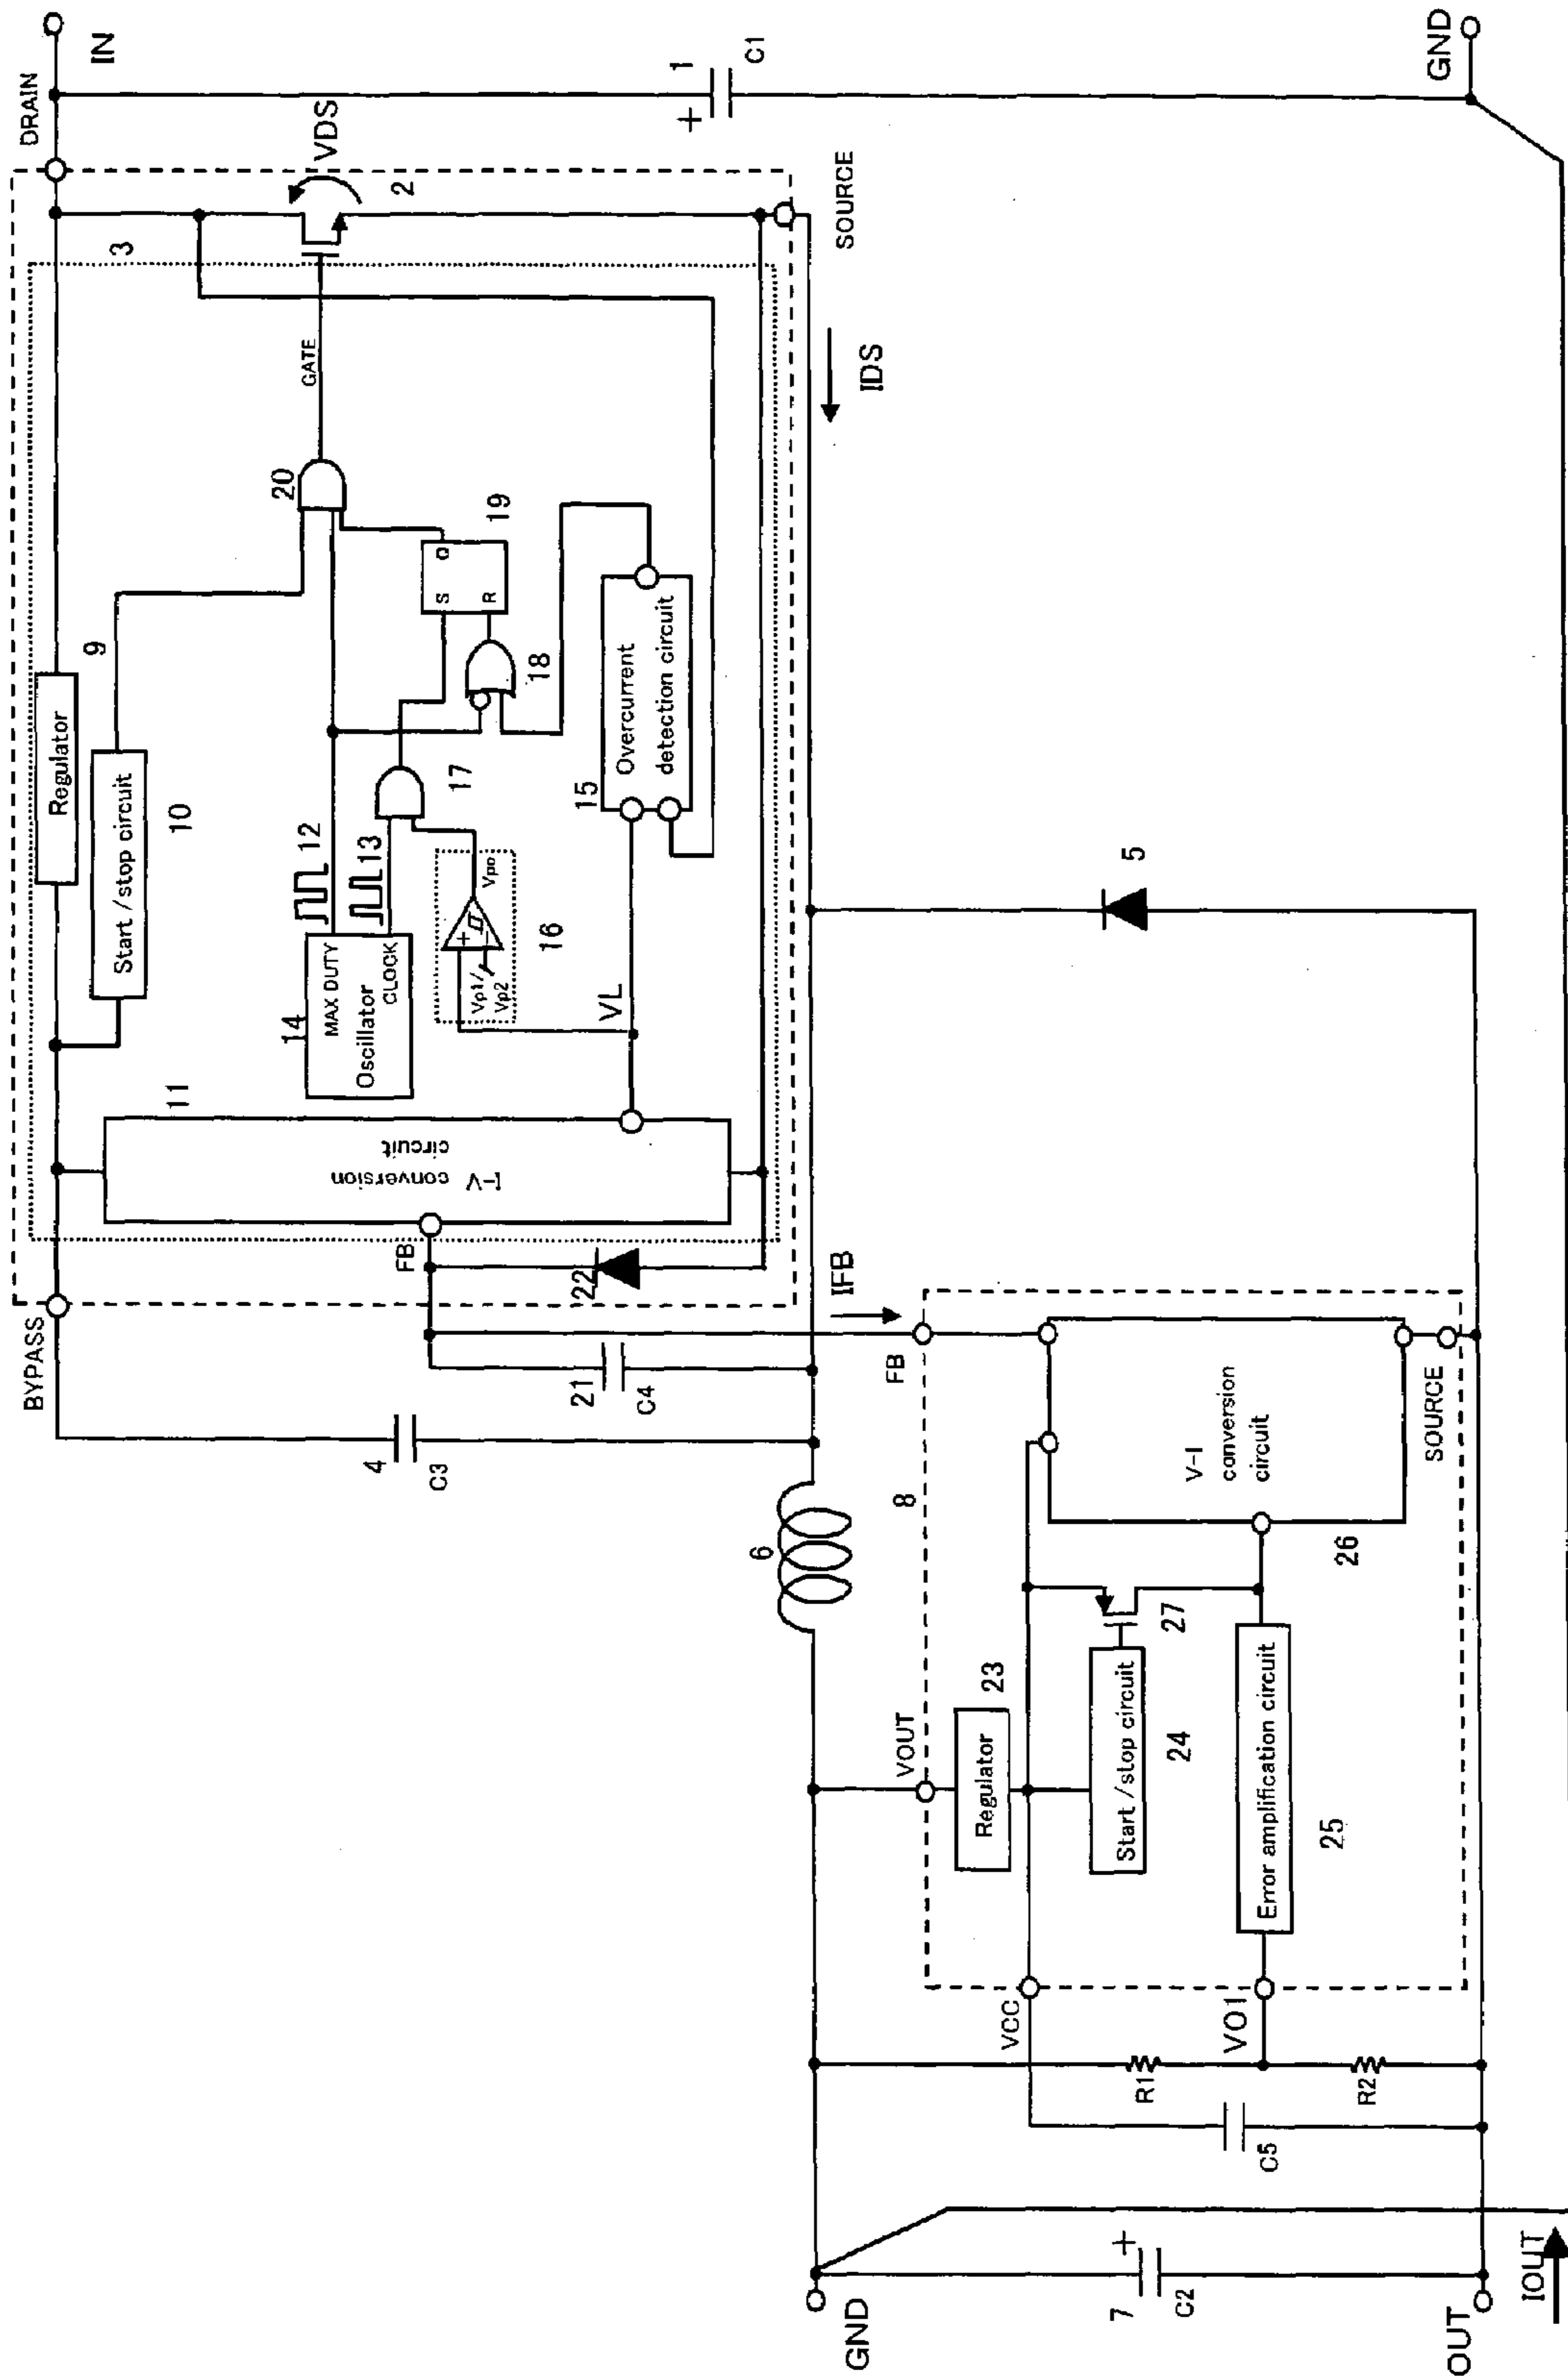 IN
DRAIN
1
C1
+
GND
VDS
2
3
SOURCE
IDS
GATE
20
19
S
Q
R
18
9
Regulator
Start/stop circuit
10
12
13
17
14
MAX DUTY
Oscillator
CLOCK
Vpo
+
−
Vp1/
Vp2
16
VL
15
Overcurrent
detection circuit
11
I-V conversion
circuit
FB
22
5
BYPASS
IFB
21
C4
4
C3
6
FB
8
V-I
conversion
circuit
SOURCE
26
27
23
Regulator
VOUT
Start/stop circuit
24
Error amplification circuit
25
VCC
VO1
R1
R2
C5
GND
7
+
C2
OUT
IOUT